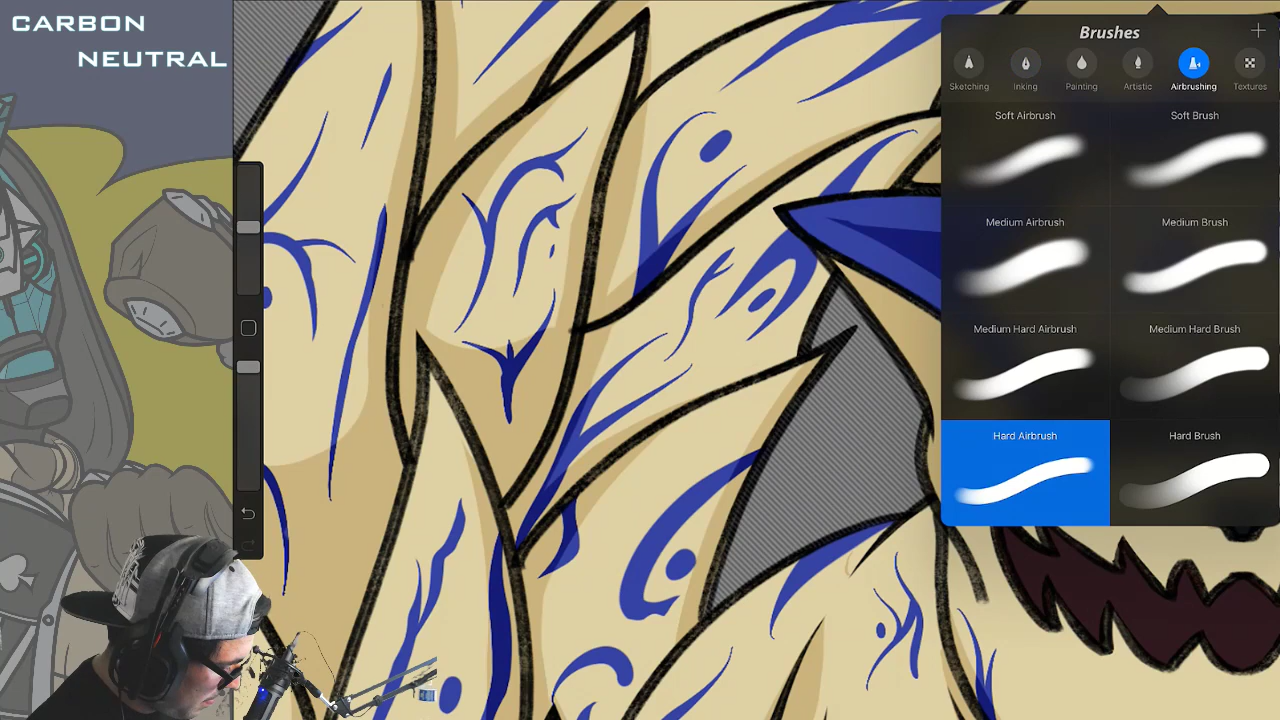 CARBON
NEUTRAL
Brushes
Sketching Inking Painting Artistic Airbrushing Textures
Soft Airbrush Soft Brush
Medium Airbrush Medium Brush
Medium Hard Airbrush Medium Hard Brush
Hard Airbrush Hard Brush